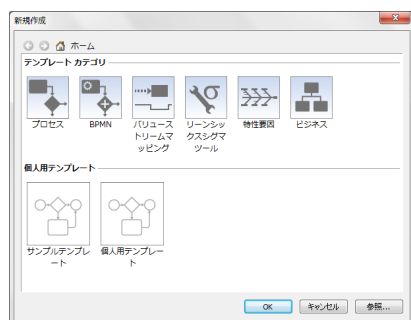 新規作成
ホーム
テンプレート カテゴリ
プロセス
BPMN
バリュース
トリームマ
ッピング
リーンシッ
クスシグマ
ツール
特性要因
ビジネス
個人用テンプレート
サンプルテンプレ
ート
個人用テンプレー
ト
OK
キャンセル
参照...